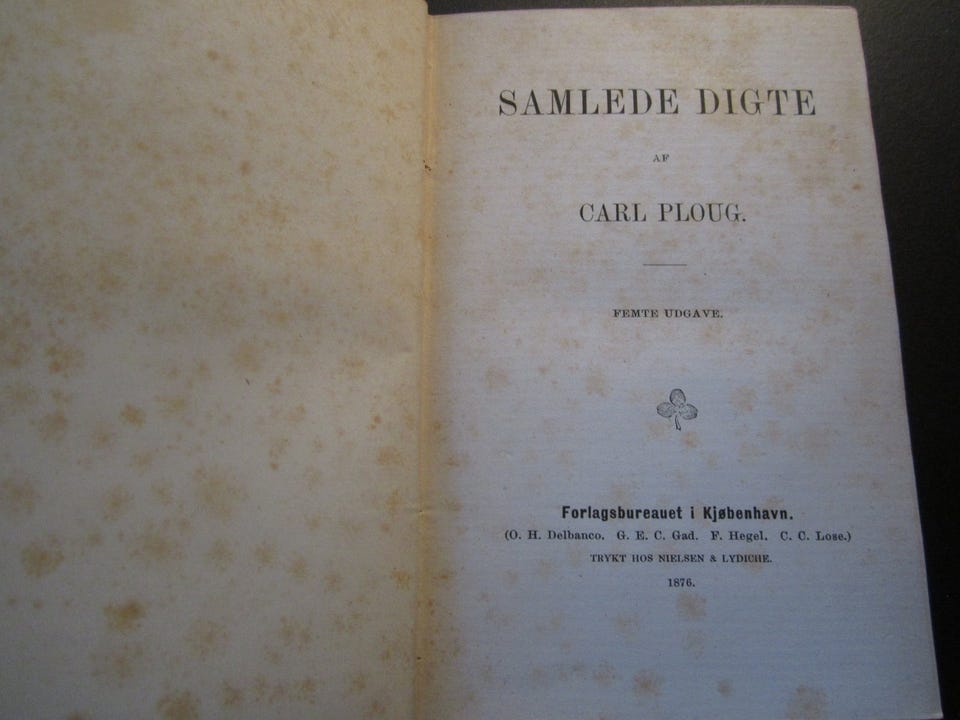 SAMLEDE DIGTE
AF
CARL PLOUG.
FEMTE UDGAVE.
Forlagsbureauet i Kjøbenhavn.
(O. H. Delbanco. G. E. C. Gad. F. Hegel. C. C. Lose.)
TRYKT HOS NIELSEN & LYDICHE.
1876.